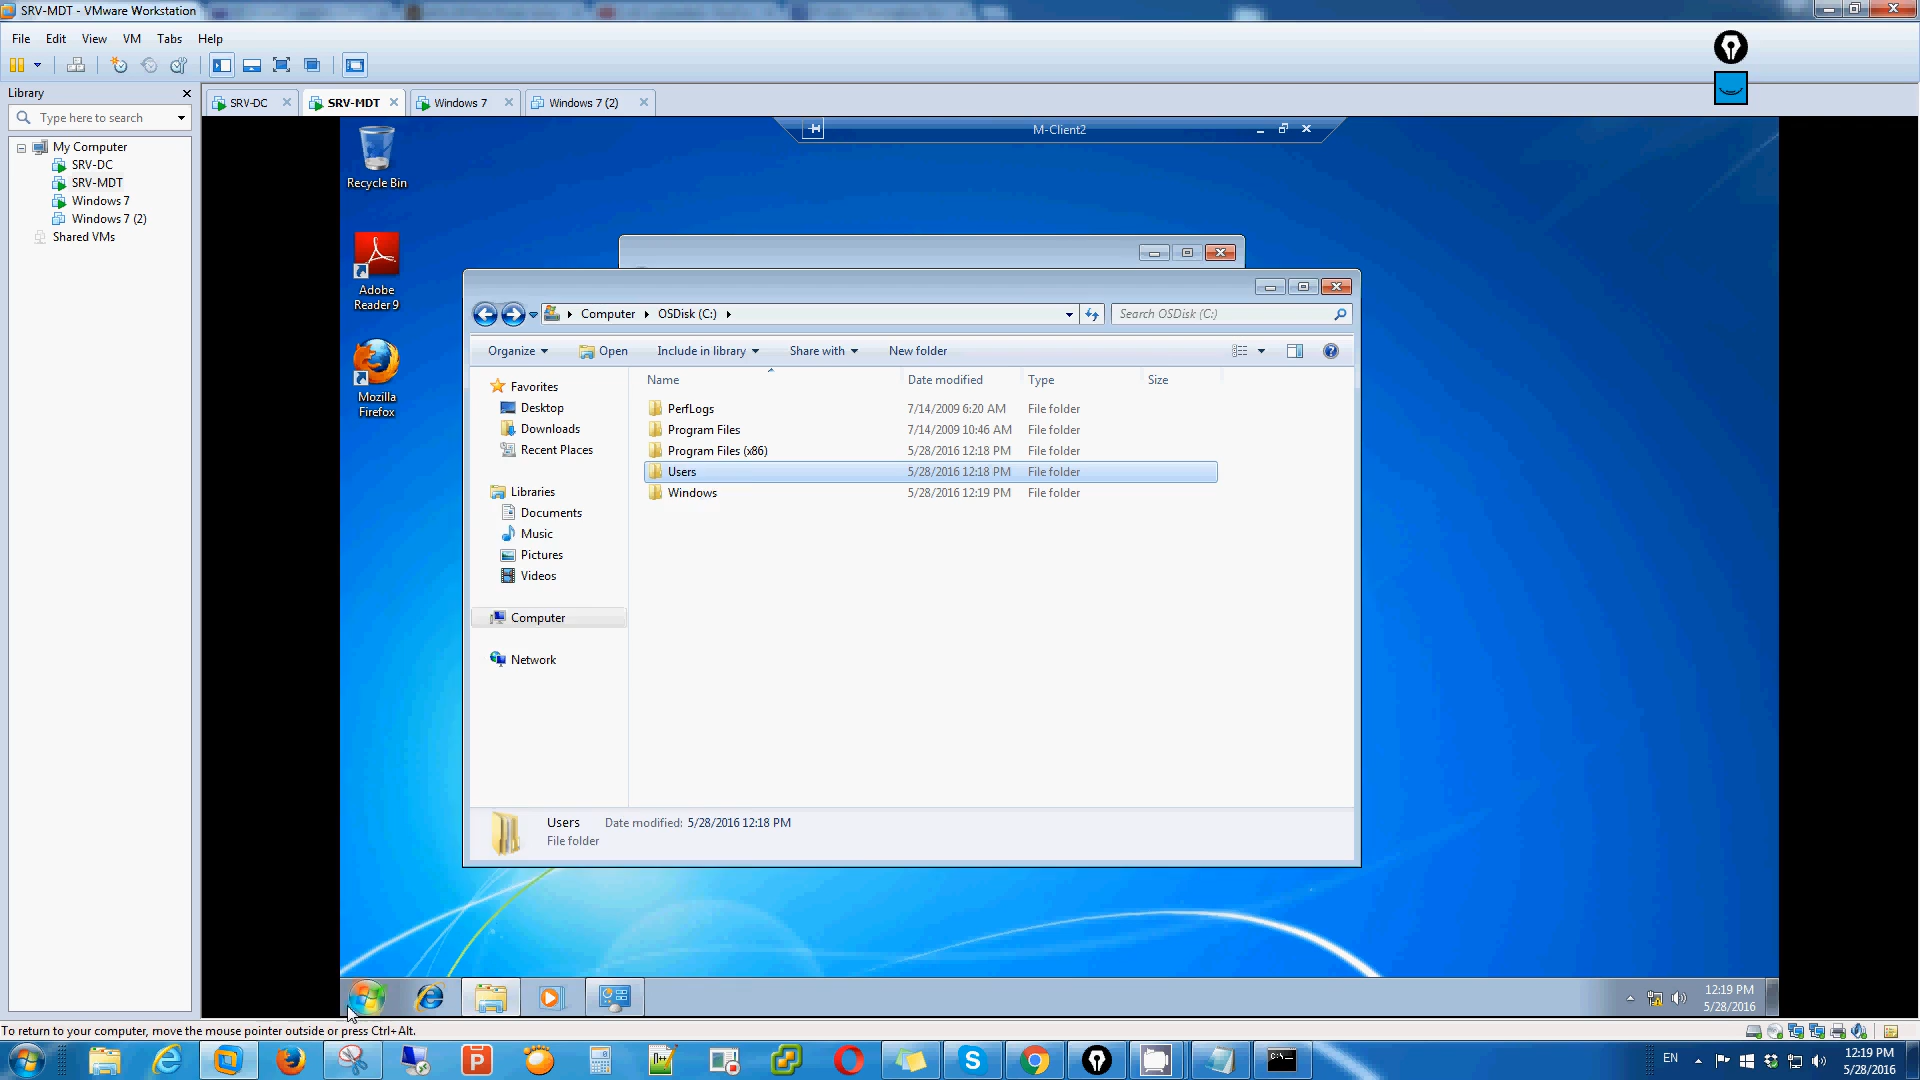 SRV-MDT - VMware Workstation
File Edit View VM Tabs Help
Library
Type here to search
My Computer
SRV-DC
SRV-MDT
Windows 7
Windows 7 (2)
Shared VMs
SRV-DC
SRV-MDT
Windows 7
Windows 7 (2)
M-Client2
Recycle Bin
Adobe
Reader 9
Mozilla
Firefox
Computer OSDisk (C:)
Search OSDisk (C:)
Organize Open Include in library Share with New folder
Name Date modified Type Size
Favorites
Desktop
Downloads
Recent Places
Libraries
Documents
Music
Pictures
Videos
Computer
Network
PerfLogs 7/14/2009 6:20 AM File folder
Program Files 7/14/2009 10:46 AM File folder
Program Files (x86) 5/28/2016 12:18 PM File folder
Users 5/28/2016 12:18 PM File folder
Windows 5/28/2016 12:19 PM File folder
Users Date modified: 5/28/2016 12:18 PM
File folder
12:19 PM
5/28/2016
To return to your computer, move the mouse pointer outside or press Ctrl+Alt.
EN
12:19 PM
5/28/2016